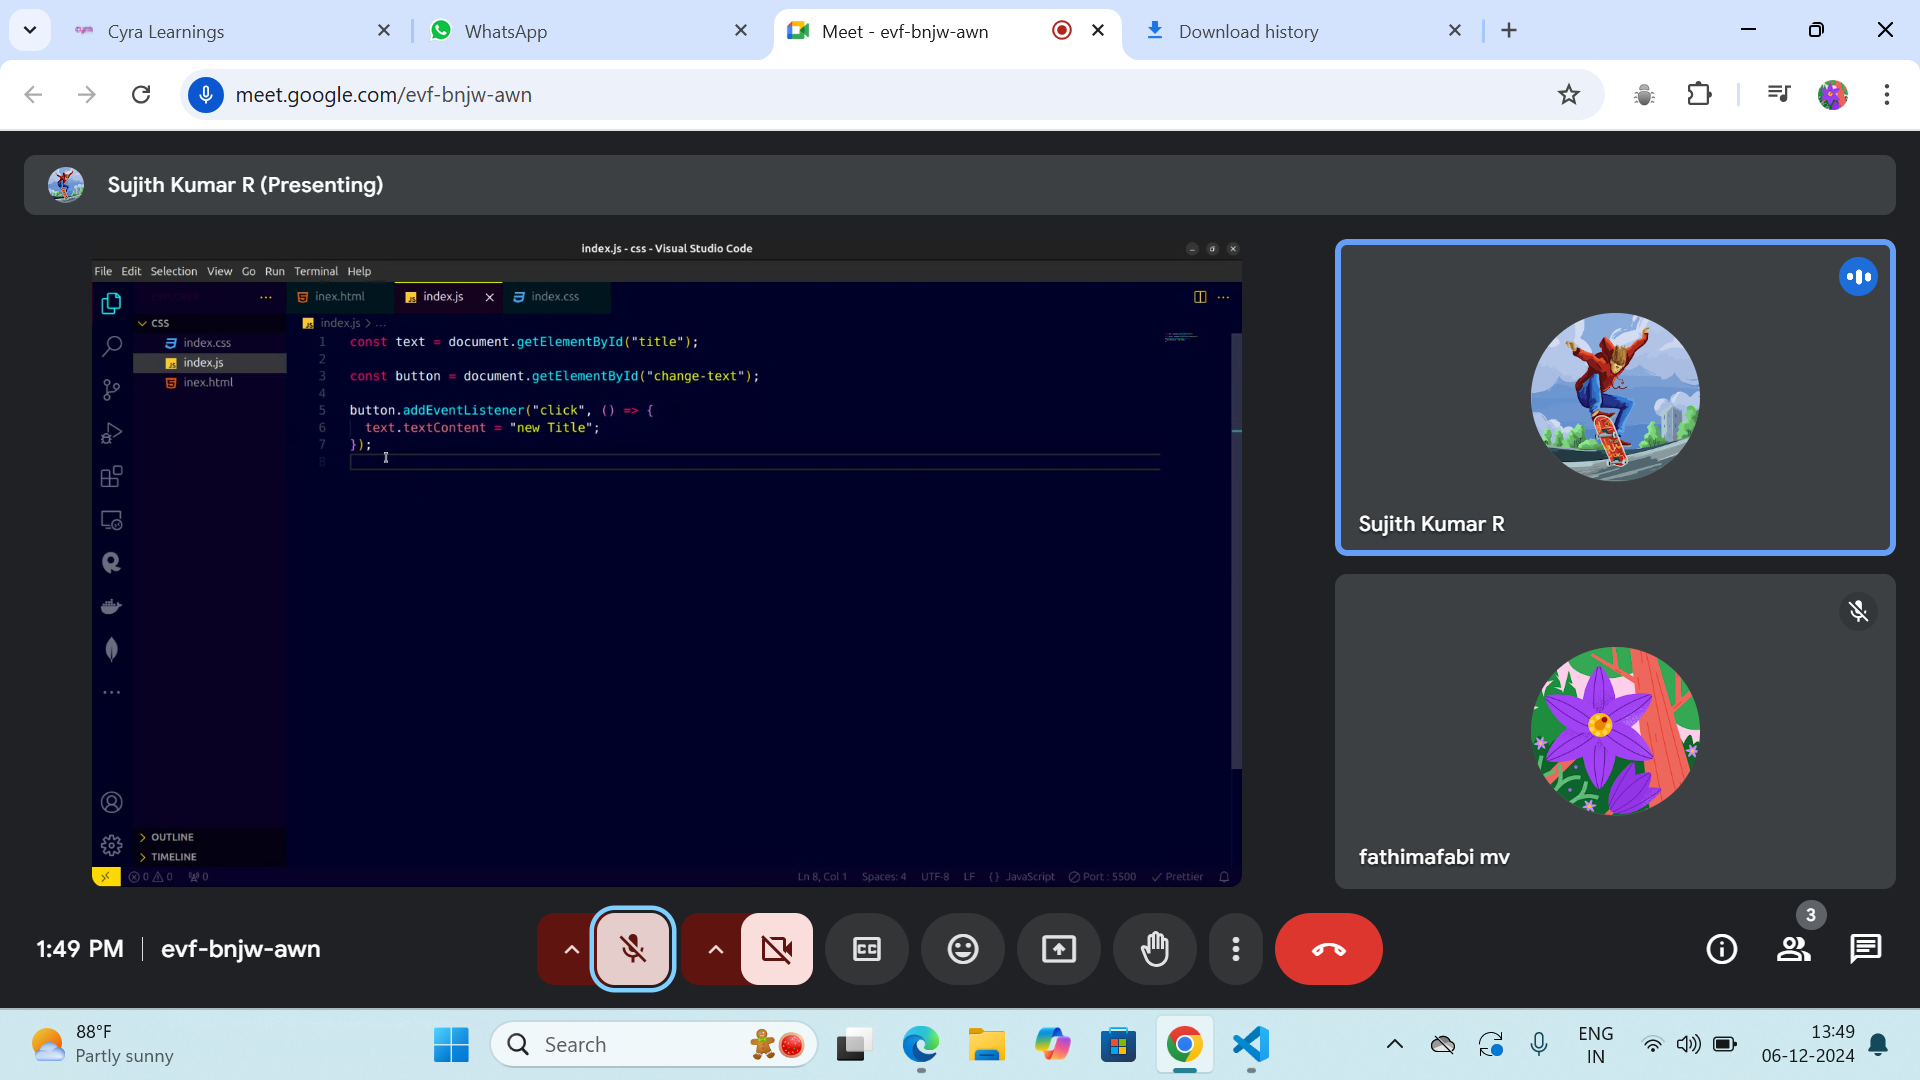 Cyra Learnings
WhatsApp
Meet - evf-bnjw-awn
Download history
meet.google.com/evf-bnjw-awn
Sujith Kumar R (Presenting)
index.js - css - Visual Studio Code
File Edit Selection View Go Run Terminal Help
inex.html
index.js
index.css
CSS
index.css
index.js
inex.html
index.js > ...
1 const text = document.getElementById("title");
2
3 const button = document.getElementById("change-text");
4
5 button.addEventListener("click", () => {
6 text.textContent = "new Title";
7 });
8
OUTLINE
TIMELINE
0 0 0
Ln 8, Col 1 Spaces: 4 UTF-8 LF {} JavaScript Port : 5500 Prettier
Sujith Kumar R
fathimafabi mv
1:49 PM evf-bnjw-awn
CC
3
88°F
Partly sunny
Search
ENG
IN
13:49
06-12-2024